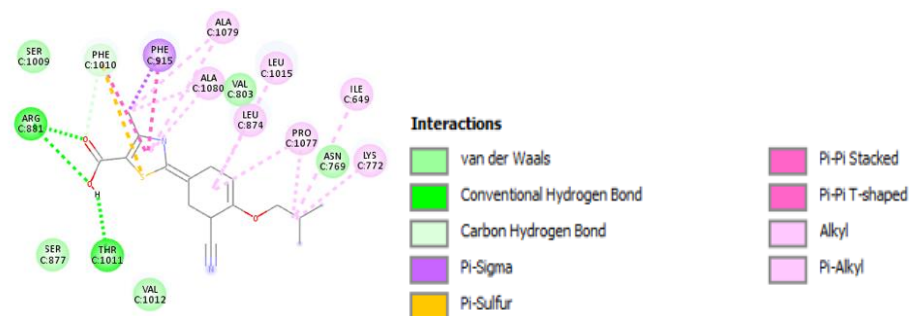 ALA
C:1079
SER
C:1009
PHE
C:1010
PHE
C:915
LEU
C:1015
ALA
C:1080
VAL
C:803
ILE
C:649
ARG
C:881
LEU
C:874
PRO
C:1077
ASN
C:769
LYS
C:772
SER
C:877
THR
C:1011
VAL
C:1012
O
O
H
S
N
O
N
Interactions
van der Waals
Conventional Hydrogen Bond
Carbon Hydrogen Bond
Pi-Sigma
Pi-Sulfur
Pi-Pi Stacked
Pi-Pi T-shaped
Alkyl
Pi-Alkyl